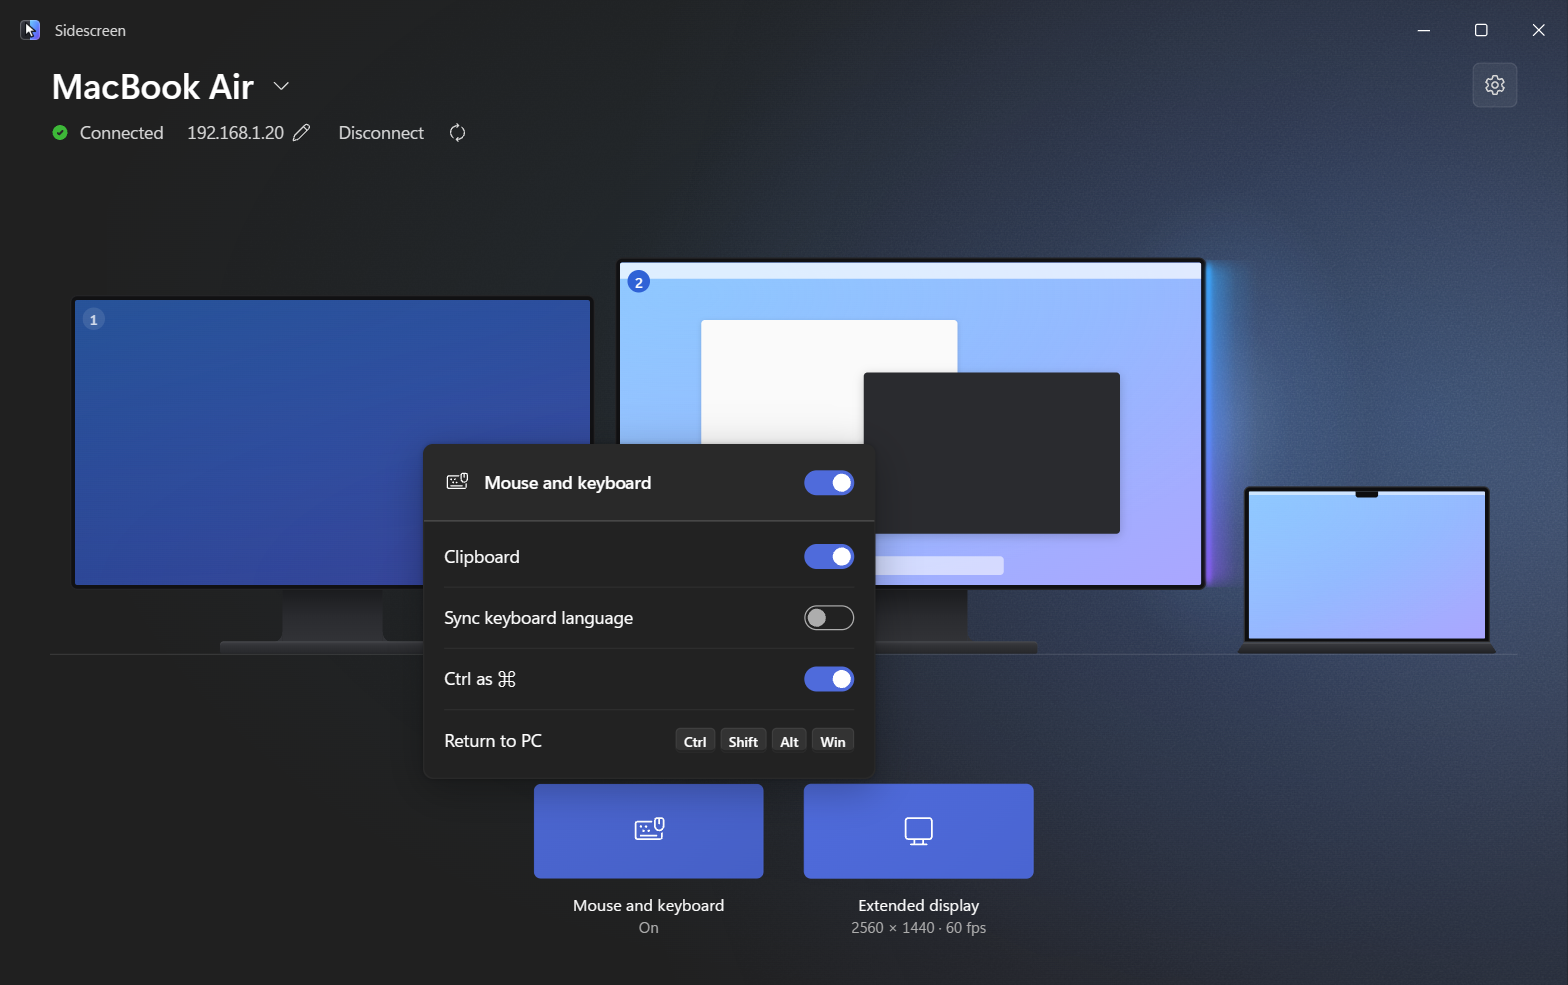 Sidescreen
MacBook Air
Connected 192.168.1.20 Disconnect
1
2
Mouse and keyboard
Clipboard
Sync keyboard language
Ctrl as ⌘
Return to PC Ctrl Shift Alt Win
Mouse and keyboard
On
Extended display
2560 × 1440 · 60 fps